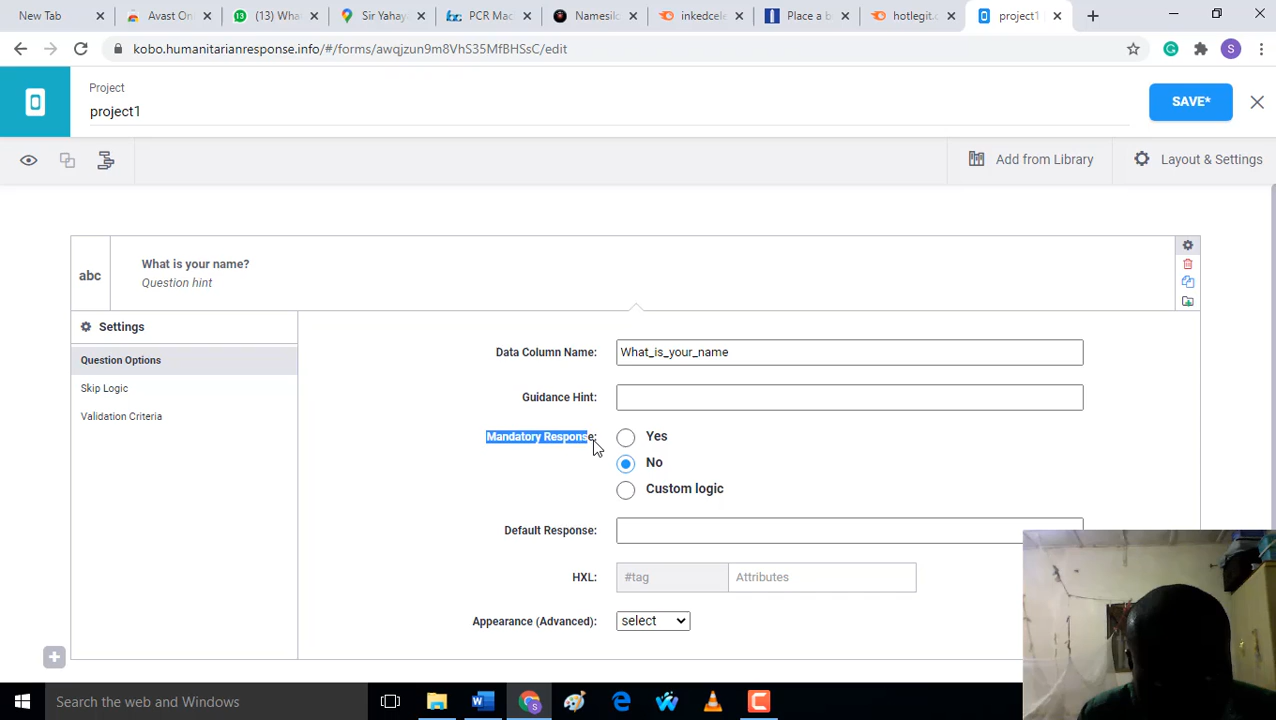 New Tab
Avast On
(13) Wha
Sir Yahay
PCR Mac
Namesilo
inkedcele
Place a b
hotlegit.c
project1
kobo.humanitarianresponse.info/#/forms/awqjzun9m8VhS35MfBHSsC/edit
S
Project
project1
SAVE*
Add from Library
Layout & Settings
abc
What is your name?
Question hint
Settings
Question Options
Skip Logic
Validation Criteria
Data Column Name:
What_is_your_name
Guidance Hint:
Mandatory Response:
Yes
No
Custom logic
Default Response:
HXL:
#tag
Attributes
Appearance (Advanced):
select
Search the web and Windows